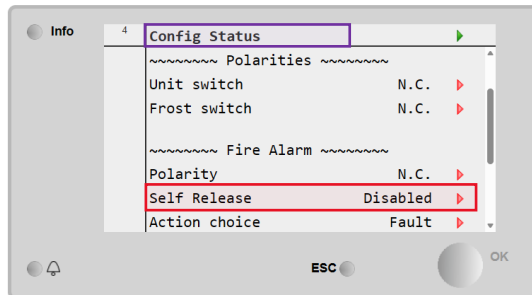 Info
4 Config Status
~~~~~~~~ Polarities ~~~~~~~~
Unit switch N.C.
Frost switch N.C.
~~~~~~~~ Fire Alarm ~~~~~~~~
Polarity N.C.
Self Release Disabled
Action choice Fault
ESC
OK